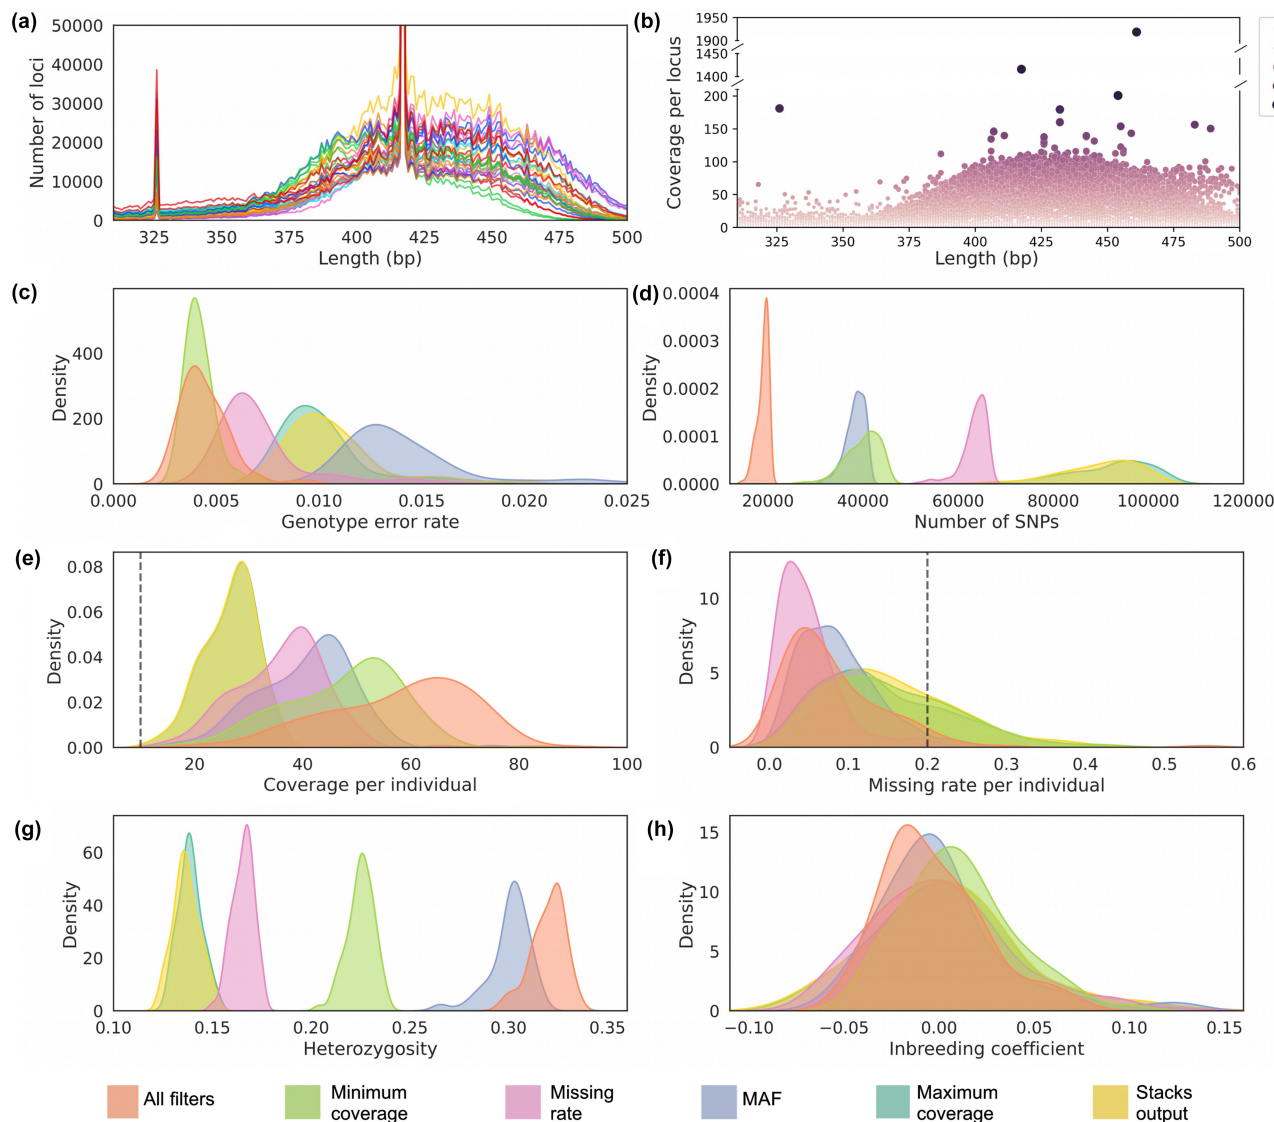 (a)
50000
40000
30000
20000
10000
0
Number of loci
325 350 375 400 425 450 475 500
Length (bp)
(b)
1950
1900
1450
1400
200
150
100
50
0
Coverage per locus
325 350 375 400 425 450 475 500
Length (bp)
(c)
400
200
0
Density
0.000 0.005 0.010 0.015 0.020 0.025
Genotype error rate
(d)
0.0004
0.0003
0.0002
0.0001
0.0000
Density
20000 40000 60000 80000 100000 120000
Number of SNPs
(e)
0.08
0.06
0.04
0.02
0.00
Density
20 40 60 80 100
Coverage per individual
(f)
10
5
0
Density
0.0 0.1 0.2 0.3 0.4 0.5 0.6
Missing rate per individual
(g)
60
40
20
0
Density
0.10 0.15 0.20 0.25 0.30 0.35
Heterozygosity
(h)
15
10
5
0
Density
−0.10 −0.05 0.00 0.05 0.10 0.15
Inbreeding coefficient
All filters
Minimum
coverage
Missing
rate
MAF
Maximum
coverage
Stacks
output